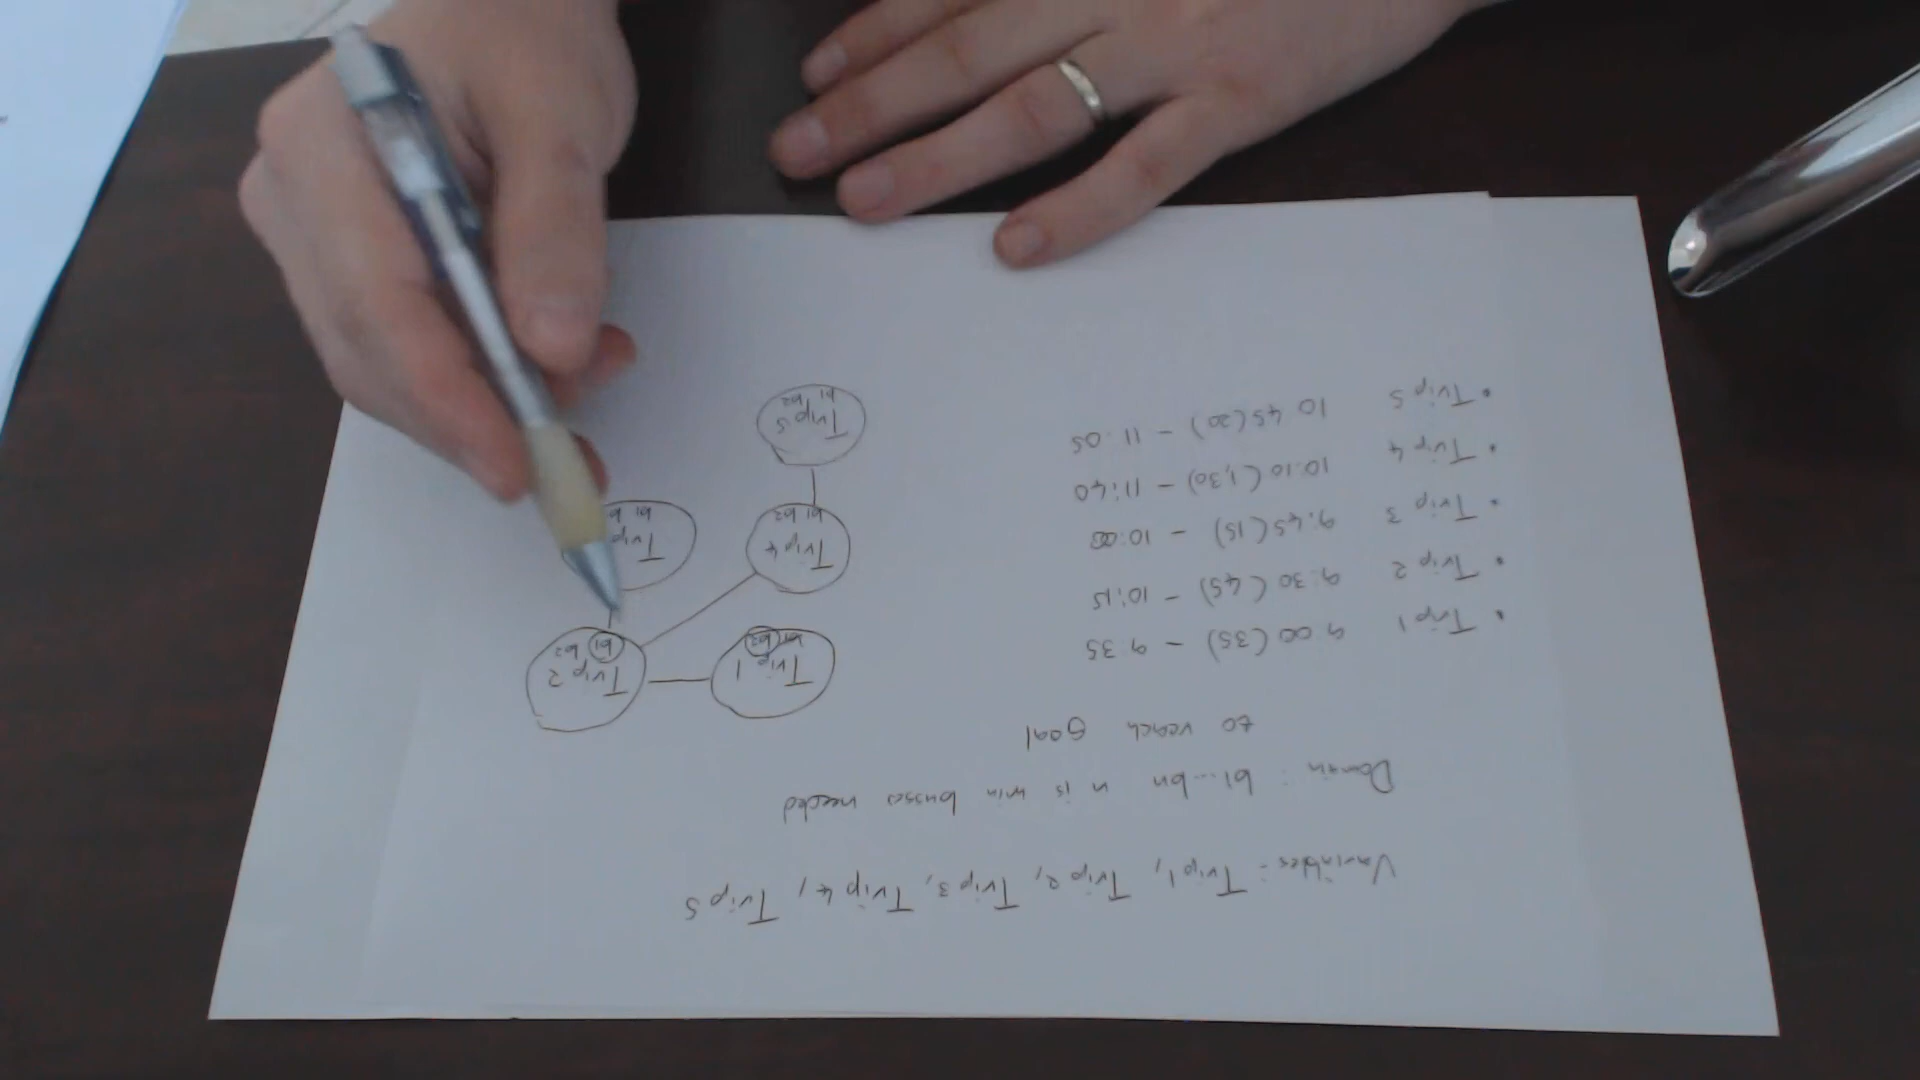 Variables: Trip1, Trip 2, Trip 3, Trip 4, Trip 5
Domain: b1...bn n is min busses needed
to reach goal
• Trip 1 9 00 (35) - 9 35
• Trip 2 9:30 (45) - 10:15
• Trip 3 9:45 (15) - 10:00
• Trip 4 10:10 (1,30) - 11:40
• Trip 5 10 45 (20) - 11:05
Trip 1
b1 b2
Trip 2
b1 b2
Trip
b1 b
Trip 4
b1 b2
Trip 5
b1 b2